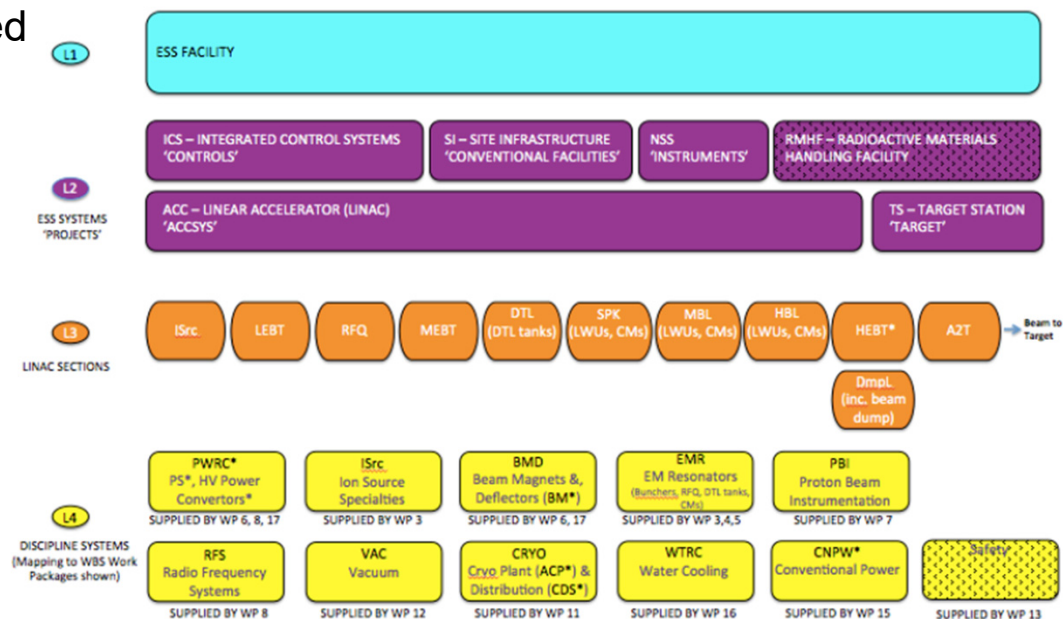 ed
L1
ESS FACILITY
ICS – INTEGRATED CONTROL SYSTEMS
'CONTROLS'
SI – SITE INFRASTRUCTURE
'CONVENTIONAL FACILITIES'
NSS
'INSTRUMENTS'
RMHF – RADIOACTIVE MATERIALS
HANDLING FACILITY
L2
ESS SYSTEMS
'PROJECTS'
ACC – LINEAR ACCELERATOR (LINAC)
'ACCSYS'
TS – TARGET STATION
'TARGET'
L3
LINAC SECTIONS
ISrc
LEBT
RFQ
MEBT
DTL
(DTL tanks)
SPK
(LWUs, CMs)
MBL
(LWUs, CMs)
HBL
(LWUs, CMs)
HEBT*
A2T
Beam to
Target
DmpL
(inc. beam
dump)
L4
DISCIPLINE SYSTEMS
(Mapping to WBS Work
Packages shown)
PWRC*
PS*, HV Power
Convertors*
SUPPLIED BY WP 6, 8, 17
ISrc
Ion Source
Specialties
SUPPLIED BY WP 3
BMD
Beam Magnets &,
Deflectors (BM*)
SUPPLIED BY WP 6, 17
EMR
EM Resonators
(Bunchers, RFQ, DTL tanks,
CMs)
SUPPLIED BY WP 3,4,5
PBI
Proton Beam
Instrumentation
SUPPLIED BY WP 7
RFS
Radio Frequency
Systems
SUPPLIED BY WP 8
VAC
Vacuum
SUPPLIED BY WP 12
CRYO
Cryo Plant (ACP*) &
Distribution (CDS*)
SUPPLIED BY WP 11
WTRC
Water Cooling
SUPPLIED BY WP 16
CNPW*
Conventional Power
SUPPLIED BY WP 15
Safety
SUPPLIED BY WP 13